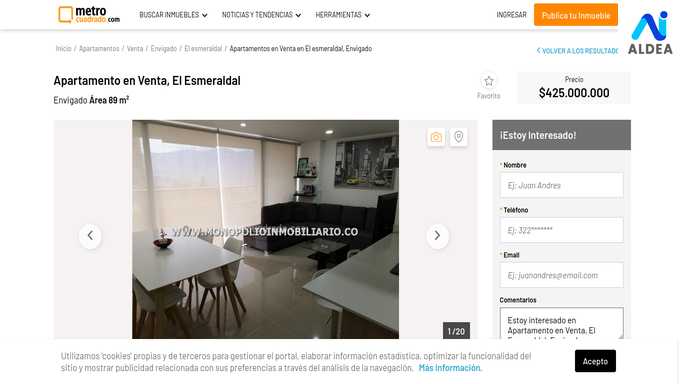 metro
cuadrado.com
BUSCAR INMUEBLES
NOTICIAS Y TENDENCIAS
HERRAMIENTAS
INGRESAR
Publica tu Inmueble
ALDEA
Inicio / Apartamentos / Venta / Envigado / El esmeraldal / Apartamentos en Venta en El esmeraldal, Envigado
VOLVER A LOS RESULTADO
Apartamento en Venta, El Esmeraldal
Envigado Área 89 m²
Favorito
Precio
$425.000.000
WWW.MONOPOLIOINMOBILIARIO.CO
1 / 20
¡Estoy Interesado!
* Nombre
Ej: Juan Andres
* Teléfono
Ej: 322*******
* Email
Ej: juanandres@email.com
Comentarios
Estoy interesado en
Apartamento en Venta, El
Utilizamos 'cookies' propias y de terceros para gestionar el portal, elaborar información estadística, optimizar la funcionalidad del
sitio y mostrar publicidad relacionada con sus preferencias a través del análisis de la navegación. Más Información.
Acepto